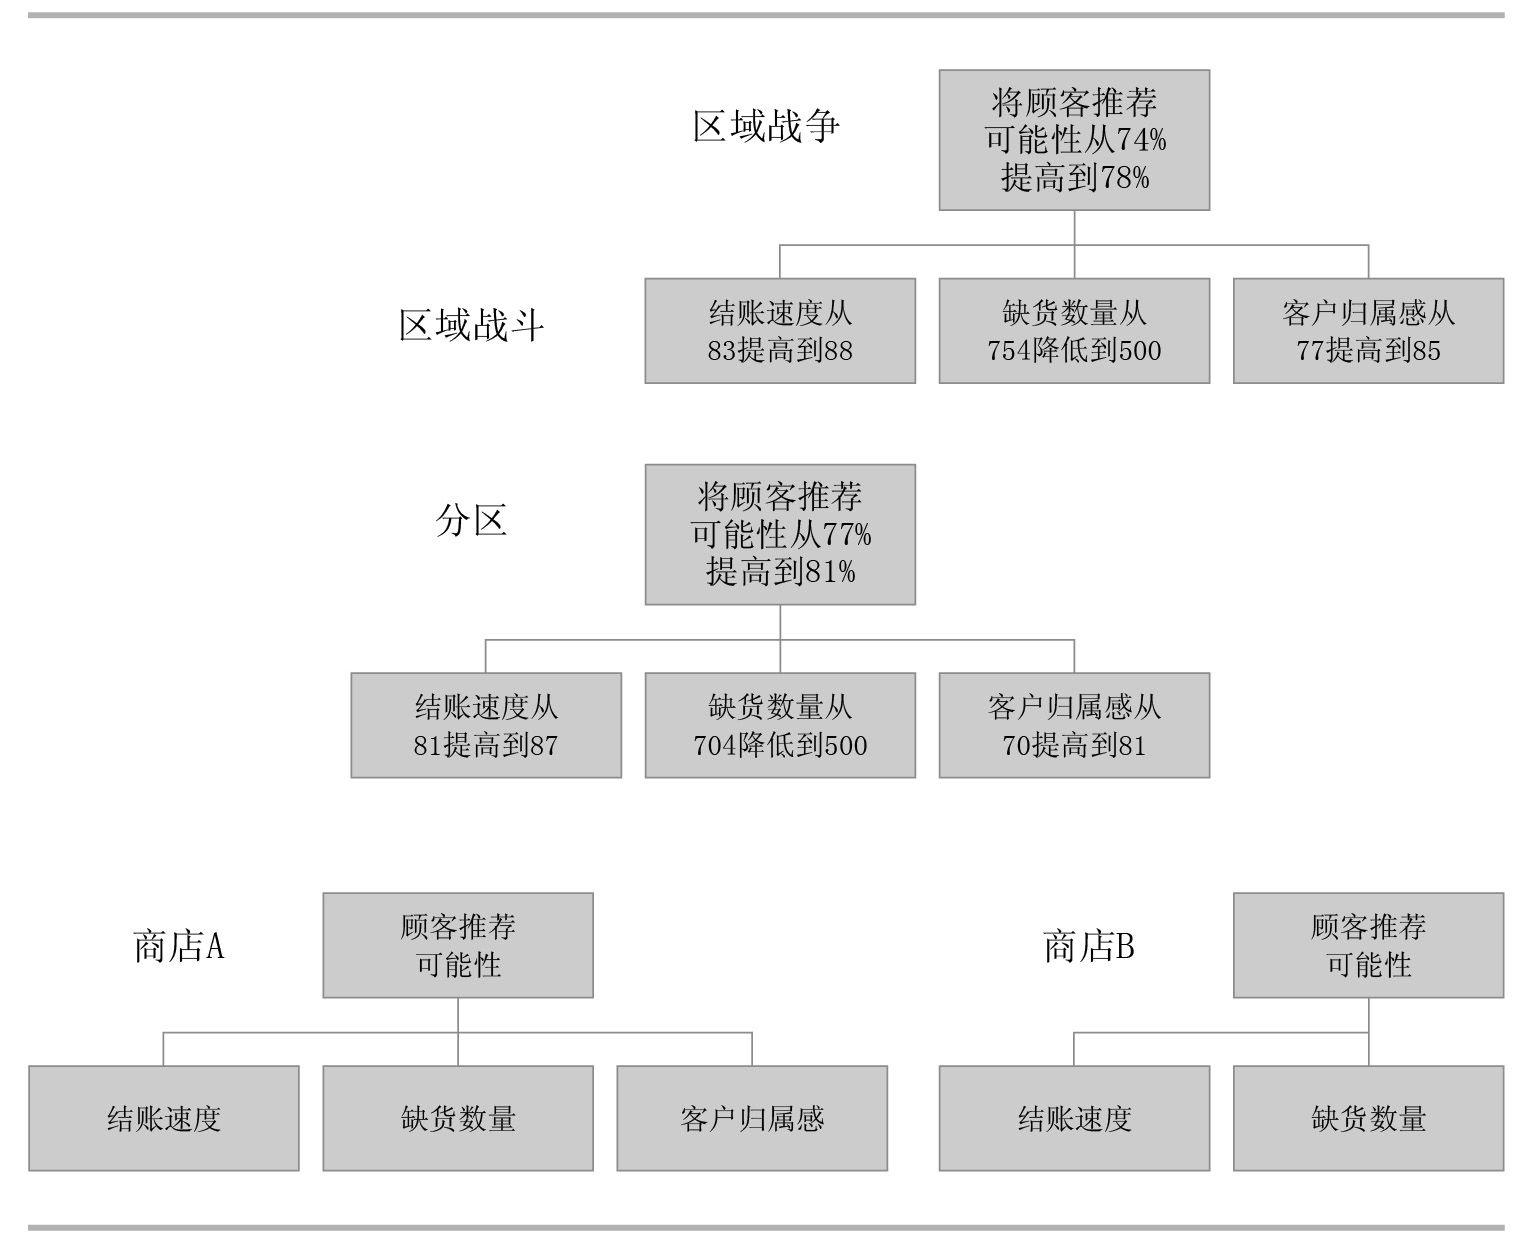 区域战争
将顾客推荐
可能性从74%
提高到78%
区域战斗
结账速度从
83提高到88
缺货数量从
754降低到500
客户归属感从
77提高到85
分区
将顾客推荐
可能性从77%
提高到81%
结账速度从
81提高到87
缺货数量从
704降低到500
客户归属感从
70提高到81
商店A
顾客推荐
可能性
结账速度
缺货数量
客户归属感
商店B
顾客推荐
可能性
结账速度
缺货数量